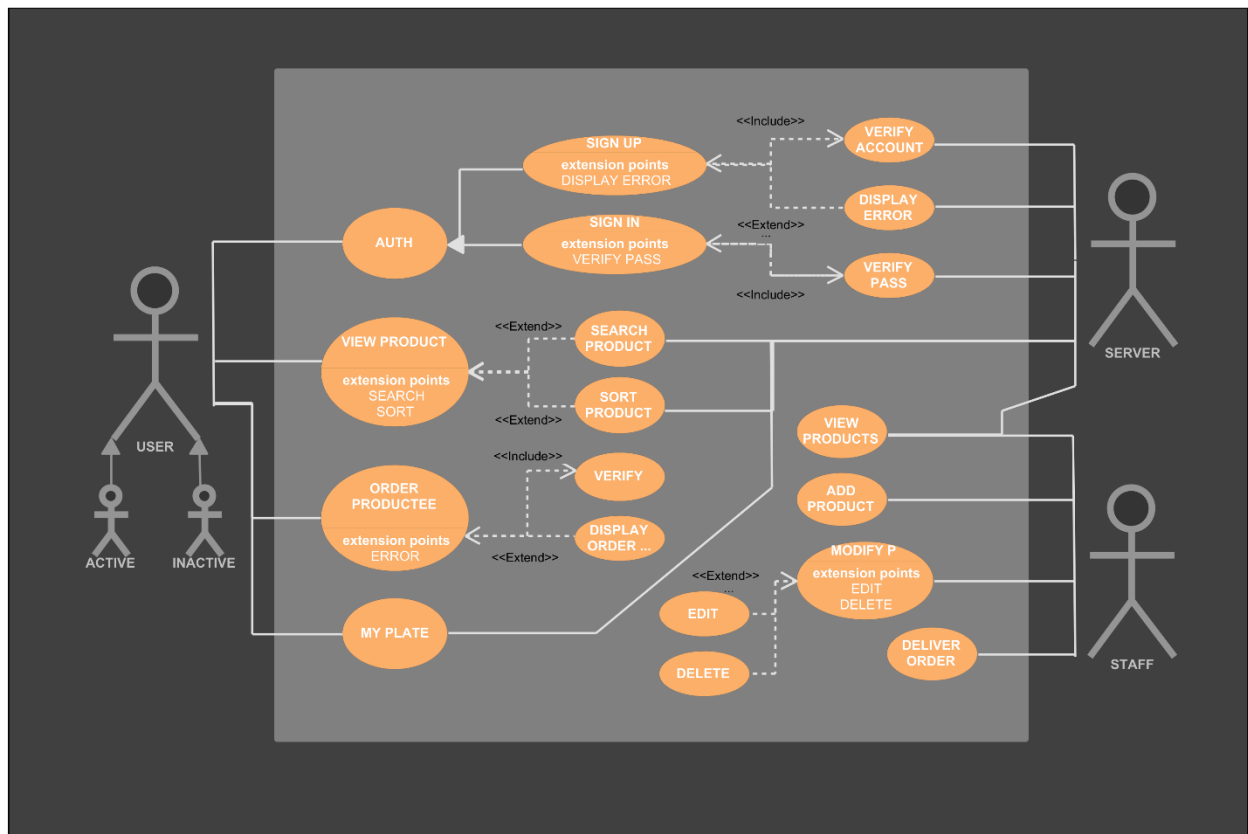 <<Include>>
VERIFY
ACCOUNT
SIGN UP
extension points
DISPLAY ERROR
DISPLAY
ERROR
<<Extend>>
...
AUTH
SIGN IN
extension points
VERIFY PASS
VERIFY
PASS
<<Include>>
SERVER
<<Extend>>
SEARCH
PRODUCT
VIEW PRODUCT
extension points
SEARCH
SORT
SORT
PRODUCT
<<Extend>>
VIEW
PRODUCTS
USER
<<Include>>
VERIFY
ORDER
PRODUCTEE
extension points
ERROR
ADD
PRODUCT
DISPLAY
ORDER ...
<<Extend>>
ACTIVE
INACTIVE
MODIFY P
extension points
EDIT
DELETE
<<Extend>>
...
EDIT
MY PLATE
DELETE
DELIVER
ORDER
STAFF